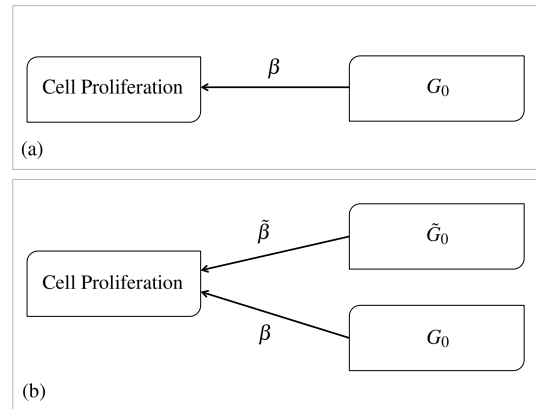 β
Cell Proliferation
G₀
(a)
β̃
G̃₀
Cell Proliferation
β
G₀
(b)